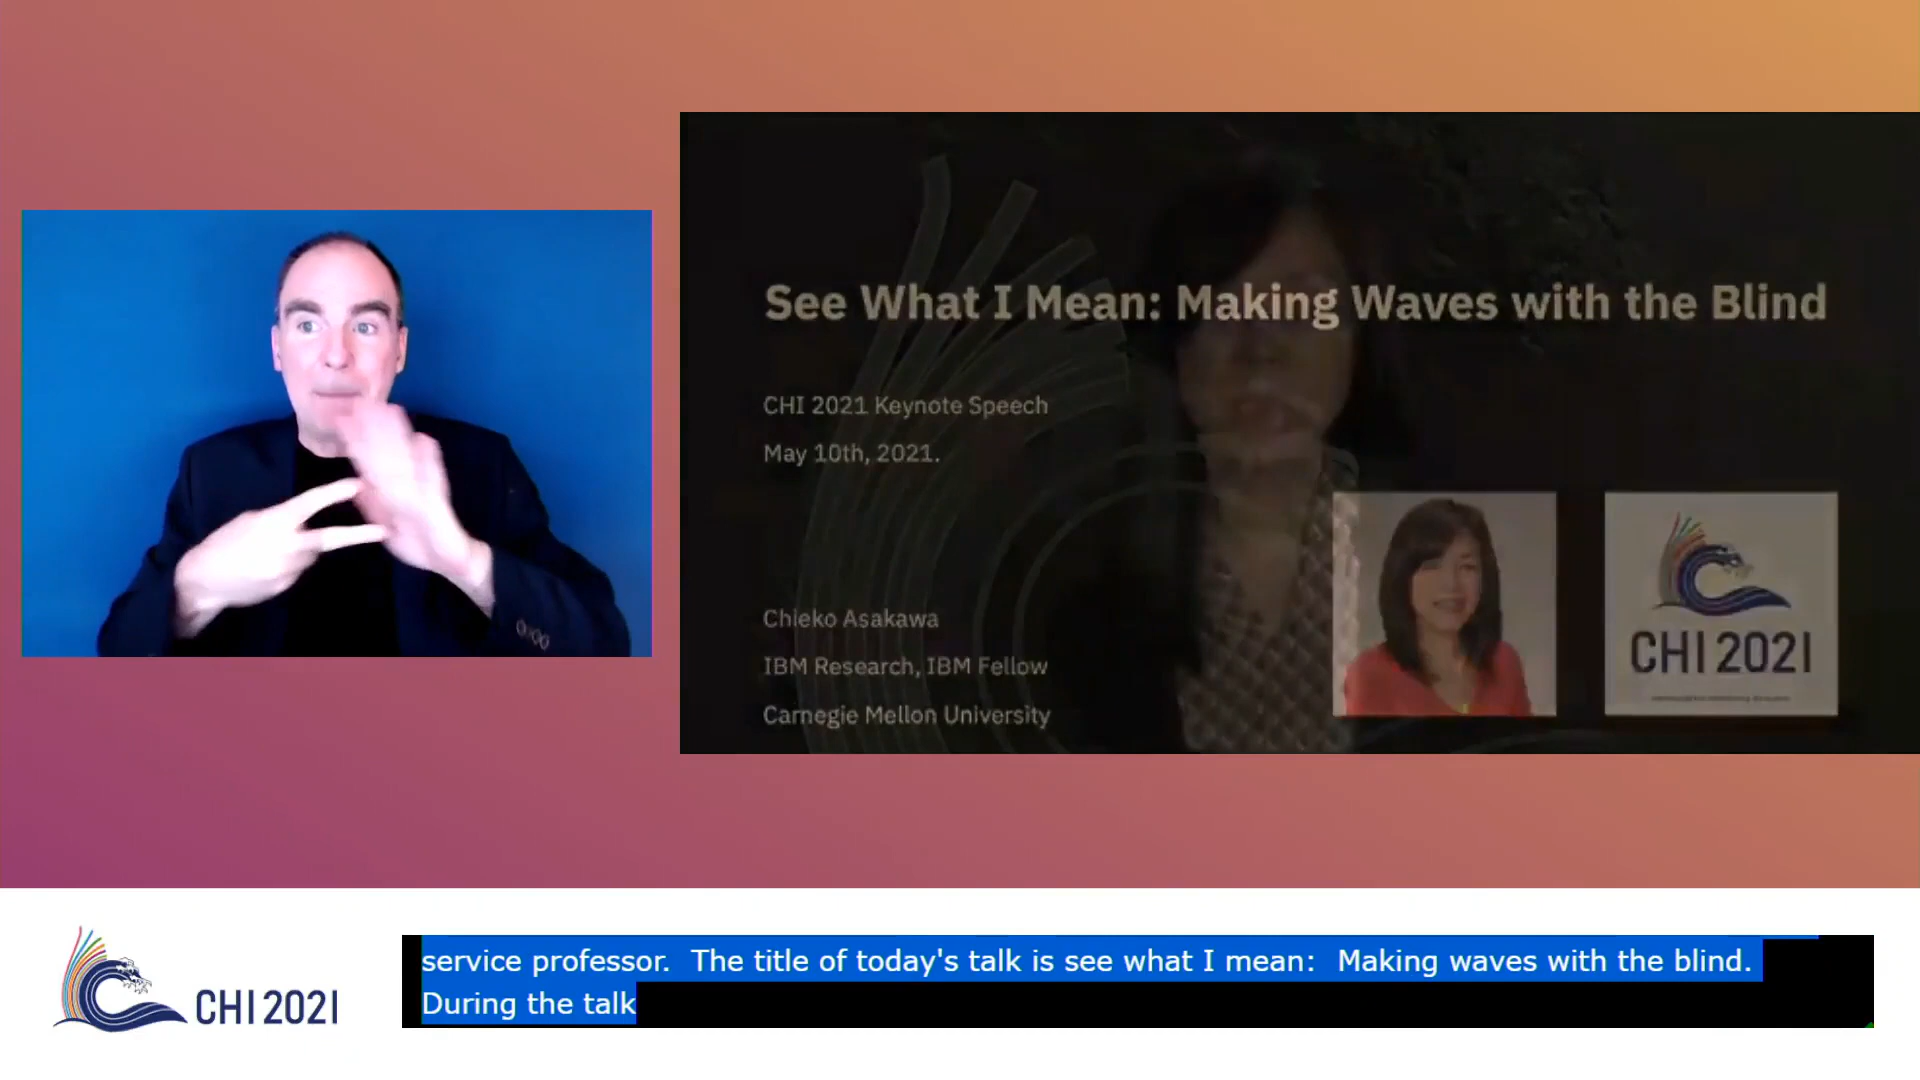 See What I Mean: Making Waves with the Blind
CHI 2021 Keynote Speech
May 10th, 2021.
Chieko Asakawa
IBM Research, IBM Fellow
Carnegie Mellon University
CHI 2021
CHI 2021
service professor.  The title of today's talk is see what I mean:  Making waves with the blind.
During the talk